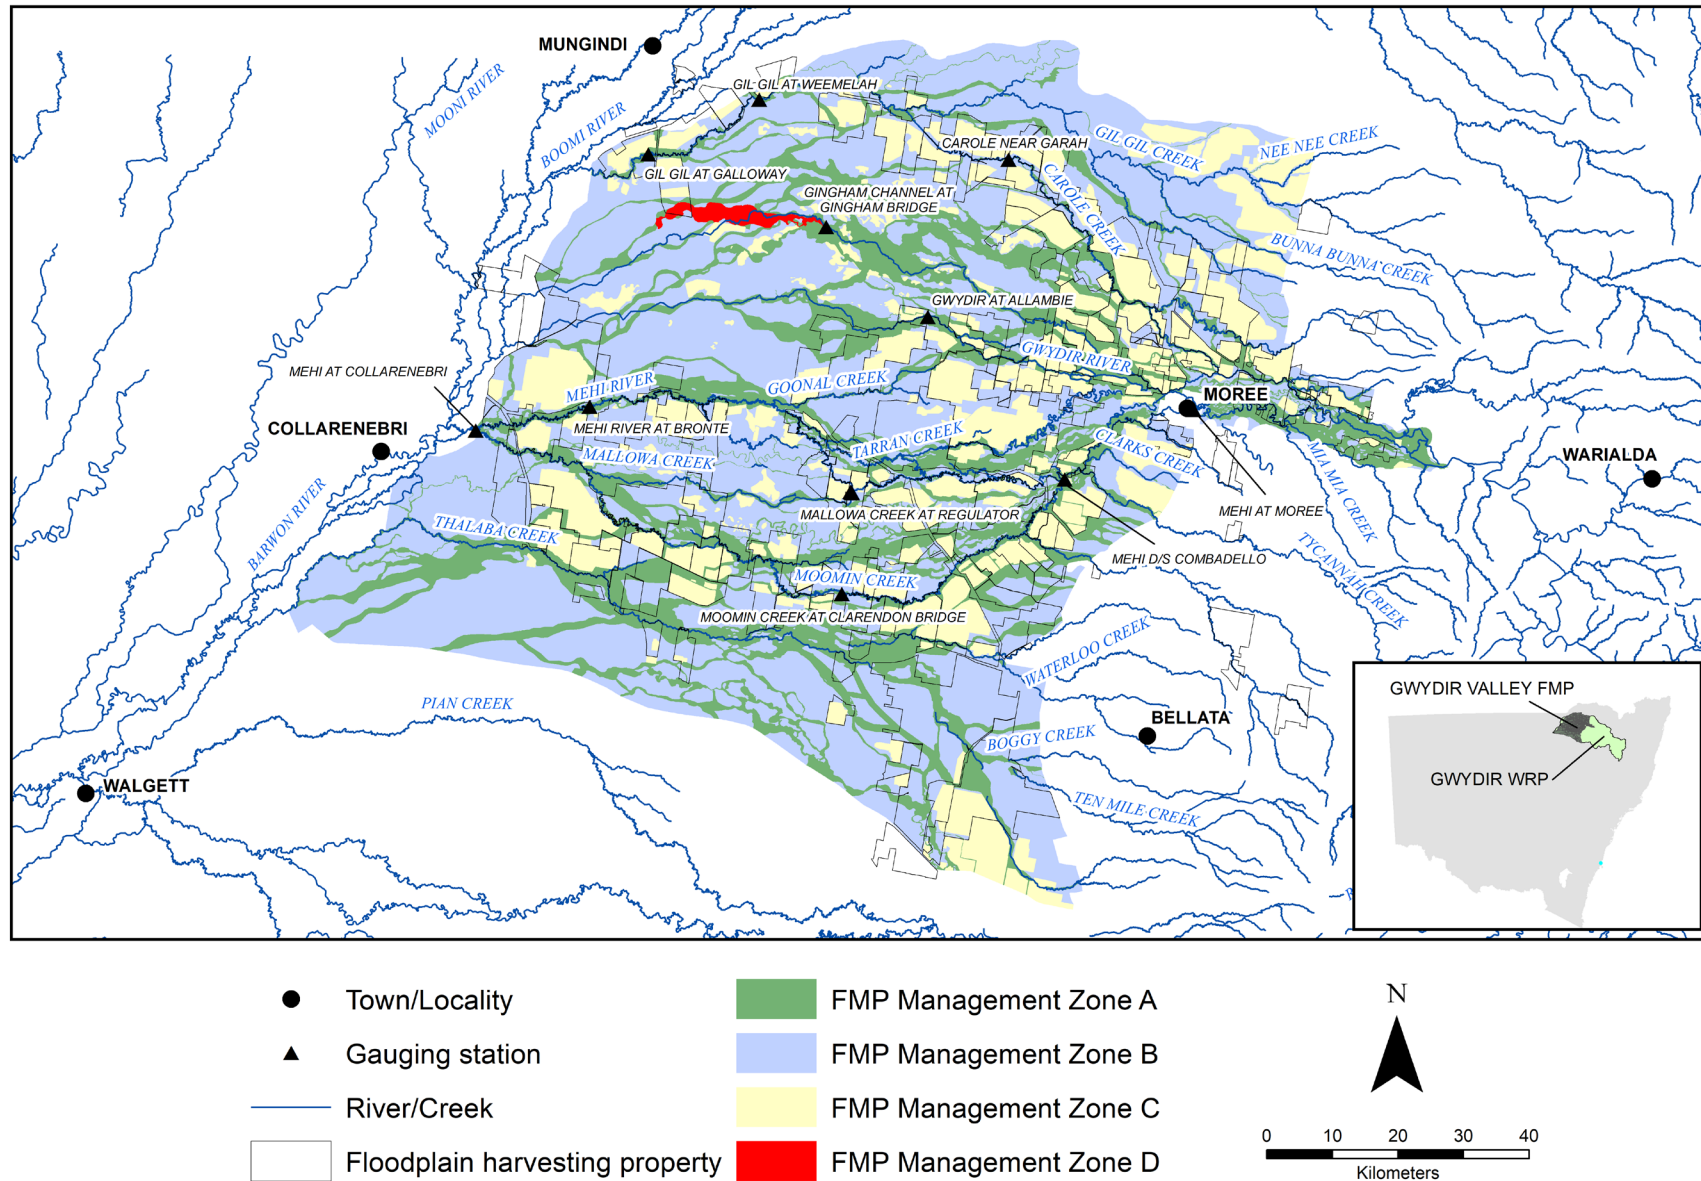 MUNGINDI
MOONI RIVER
BOOMI RIVER
GIL GIL AT WEEMELAH
CAROLE NEAR GARAH
GIL GIL CREEK
NEE NEE CREEK
GIL GIL AT GALLOWAY
GINGHAM CHANNEL AT
GINGHAM BRIDGE
CAROLE CREEK
BUNNA BUNNA CREEK
GWYDIR AT ALLAMBIE
GWYDIR RIVER
MEHI AT COLLARENEBRI
MEHI RIVER
GOONAL CREEK
MOREE
COLLARENEBRI
MEHI RIVER AT BRONTE
TARRAN CREEK
CLARKS CREEK
MALLOWA CREEK
MIA MIA CREEK
WARIALDA
BARWON RIVER
MALLOWA CREEK AT REGULATOR
MEHI AT MOREE
THALABA CREEK
MEHI D/S COMBADELLO
TYCANNAH CREEK
MOOMIN CREEK
MOOMIN CREEK AT CLARENDON BRIDGE
WATERLOO CREEK
PIAN CREEK
BELLATA
BOGGY CREEK
WALGETT
TEN MILE CREEK
GWYDIR VALLEY FMP
GWYDIR WRP
Town/Locality
Gauging station
River/Creek
Floodplain harvesting property
FMP Management Zone A
FMP Management Zone B
FMP Management Zone C
FMP Management Zone D
N
0 10 20 30 40
Kilometers